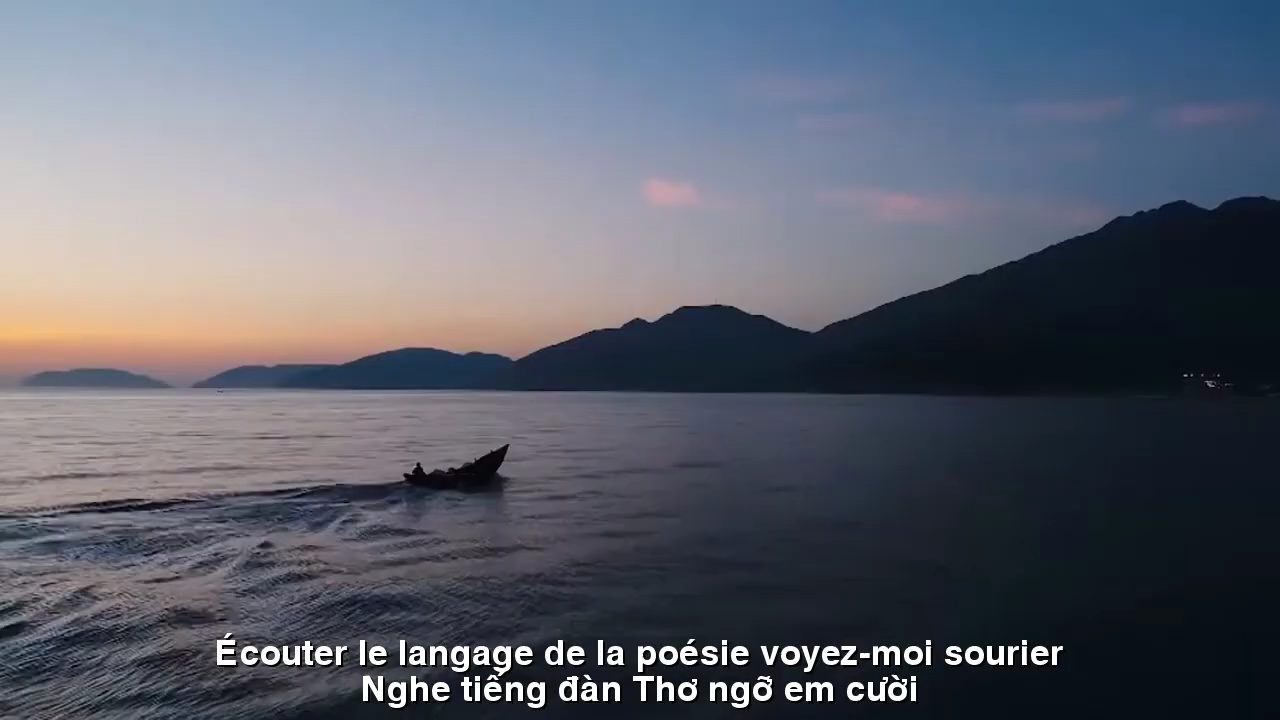 Écouter le langage de la poésie voyez-moi sourier
Nghe tiếng đàn Thơ ngỡ em cười